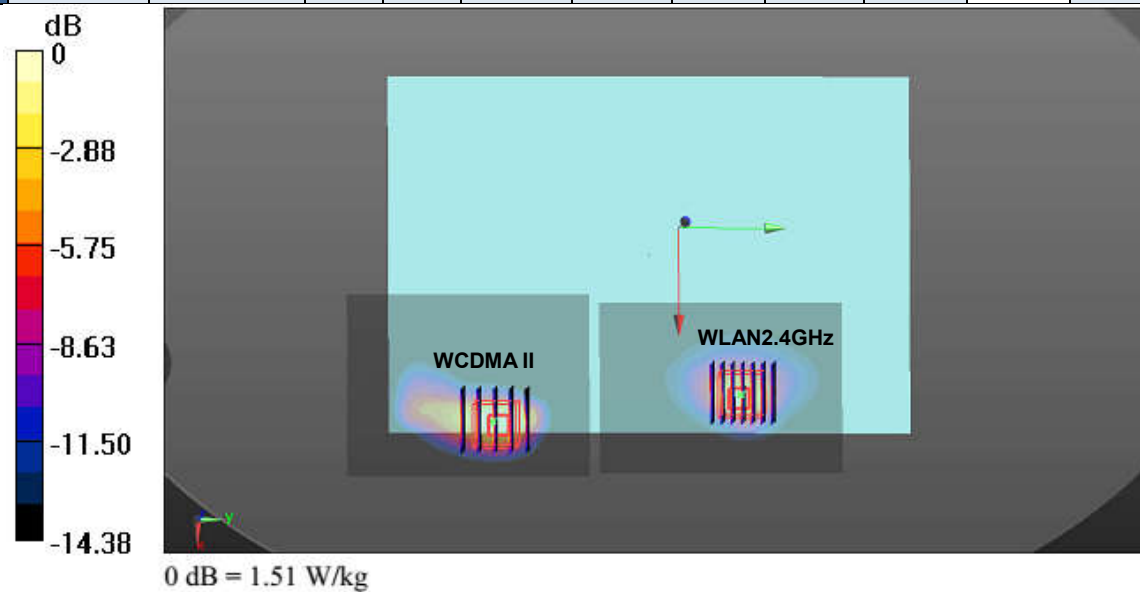 dB
0
-2.88
-5.75
-8.63
-11.50
-14.38
WLAN2.4GHz
WCDMA II
y
0 dB = 1.51 W/kg